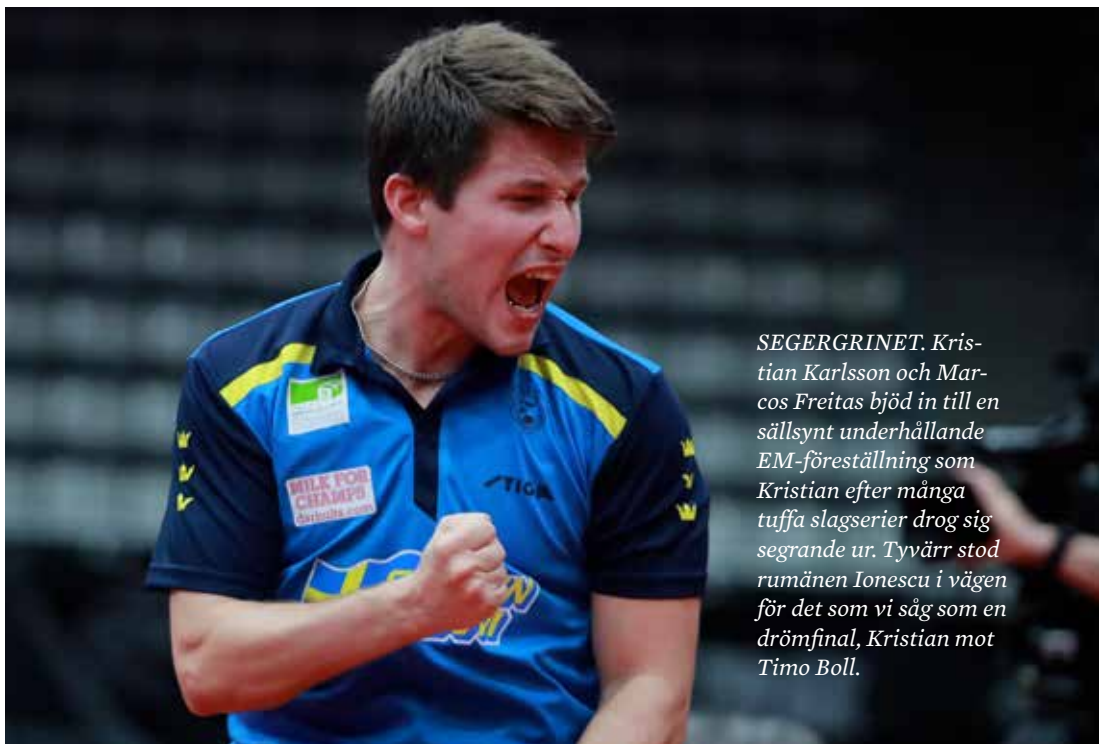 MILK FOR
CHAMPS
STIGA
SEGERGRINET. Kris-
tian Karlsson och Mar-
cos Freitas bjöd in till en
sällsynt underhållande
EM-föreställning som
Kristian efter många
tuffa slagserier drog sig
segrande ur. Tyvärr stod
rumänen Ionescu i vägen
för det som vi såg som en
drömfinal, Kristian mot
Timo Boll.